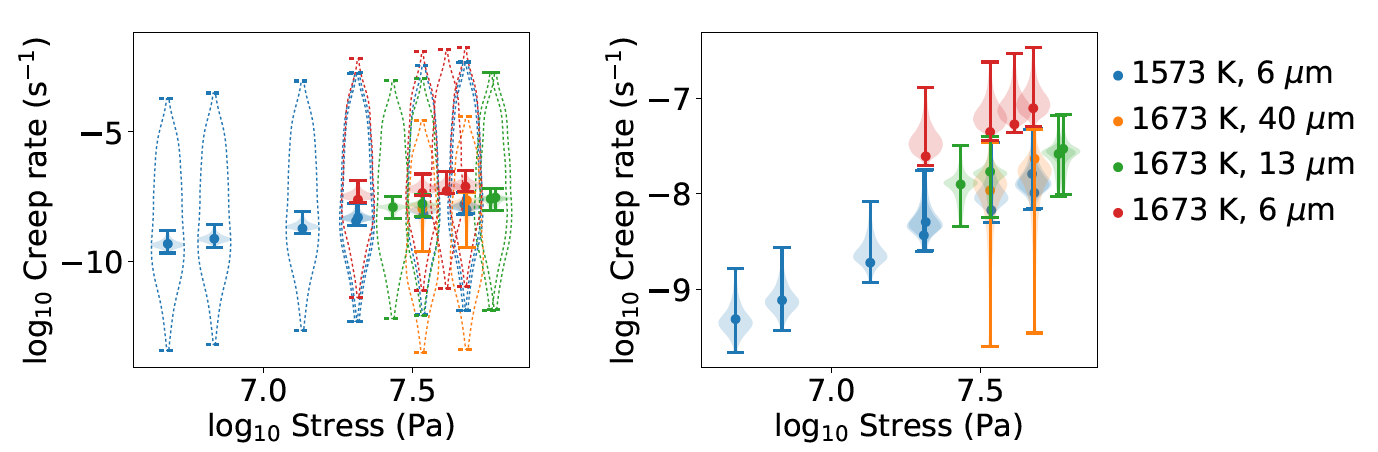 log₁₀ Creep rate (s⁻¹)
−5
−10
7.0 7.5
log₁₀ Stress (Pa)
log₁₀ Creep rate (s⁻¹)
−7
−8
−9
7.0 7.5
log₁₀ Stress (Pa)
1573 K, 6 μm
1673 K, 40 μm
1673 K, 13 μm
1673 K, 6 μm